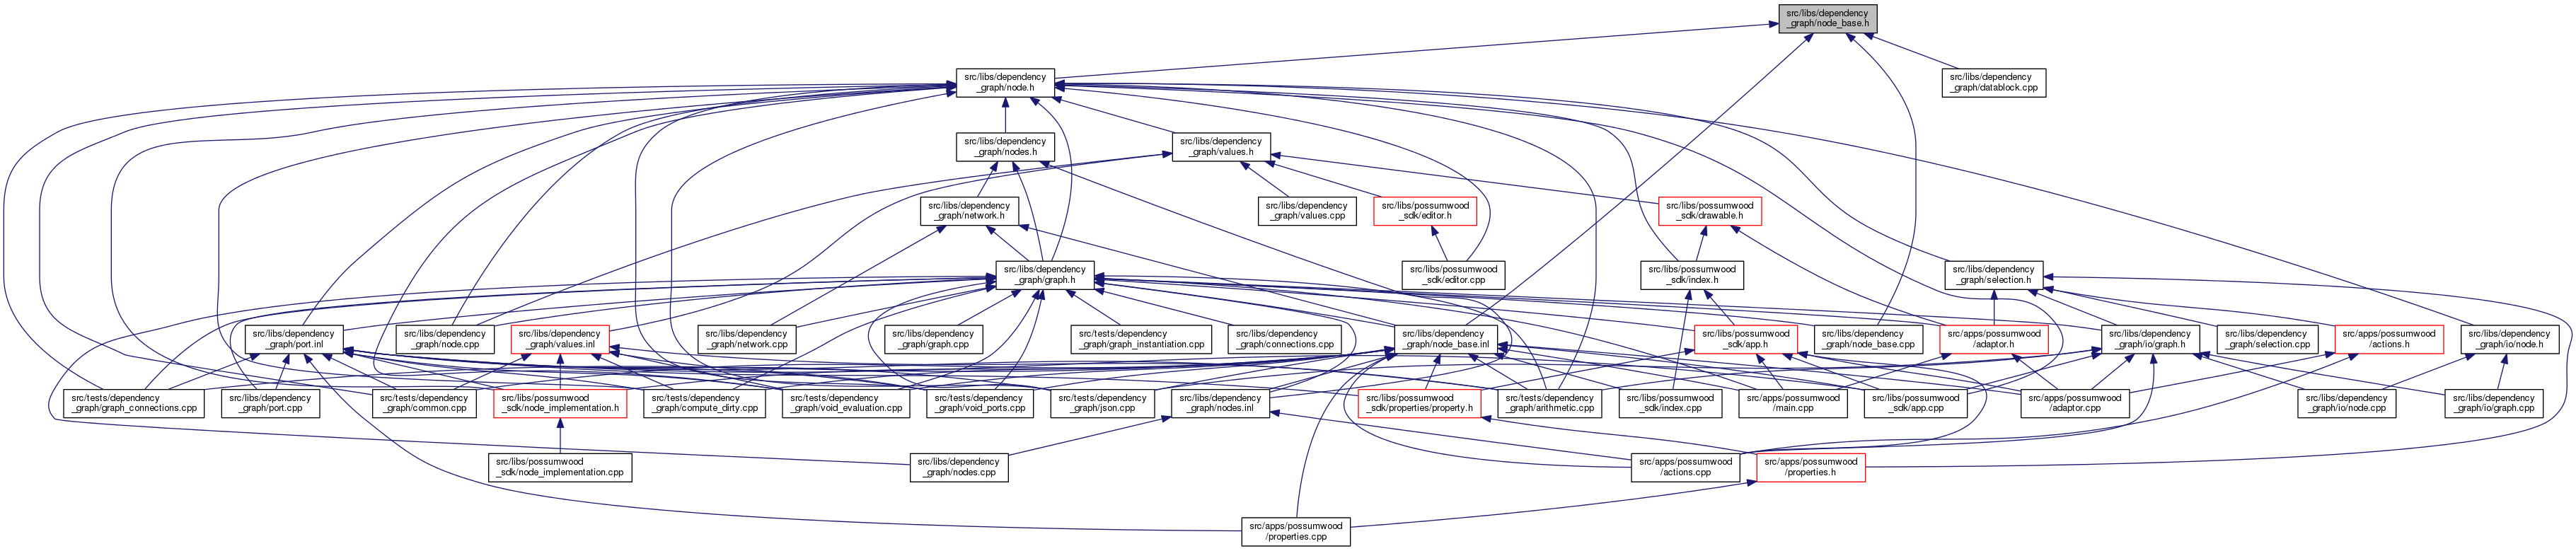 src/libs/dependency
_graph/node_base.h
src/libs/dependency
_graph/node.h
src/libs/dependency
_graph/datablock.cpp
src/libs/dependency
_graph/nodes.h
src/libs/dependency
_graph/values.h
src/libs/dependency
_graph/network.h
src/libs/dependency
_graph/values.cpp
src/libs/possumwood
_sdk/editor.h
src/libs/possumwood
_sdk/drawable.h
src/libs/dependency
_graph/graph.h
src/libs/possumwood
_sdk/editor.cpp
src/libs/possumwood
_sdk/index.h
src/libs/dependency
_graph/selection.h
src/libs/dependency
_graph/port.inl
src/libs/dependency
_graph/node.cpp
src/libs/dependency
_graph/values.inl
src/libs/dependency
_graph/network.cpp
src/libs/dependency
_graph/graph.cpp
src/tests/dependency
_graph/graph_instantiation.cpp
src/libs/dependency
_graph/connections.cpp
src/libs/dependency
_graph/node_base.inl
src/libs/possumwood
_sdk/app.h
src/libs/dependency
_graph/node_base.cpp
src/apps/possumwood
/adaptor.h
src/libs/dependency
_graph/io/graph.h
src/libs/dependency
_graph/selection.cpp
src/apps/possumwood
/actions.h
src/libs/dependency
_graph/io/node.h
src/tests/dependency
_graph/graph_connections.cpp
src/libs/dependency
_graph/port.cpp
src/tests/dependency
_graph/common.cpp
src/libs/possumwood
_sdk/node_implementation.h
src/tests/dependency
_graph/compute_dirty.cpp
src/tests/dependency
_graph/void_evaluation.cpp
src/tests/dependency
_graph/void_ports.cpp
src/tests/dependency
_graph/json.cpp
src/libs/dependency
_graph/nodes.inl
src/libs/possumwood
_sdk/properties/property.h
src/tests/dependency
_graph/arithmetic.cpp
src/libs/possumwood
_sdk/index.cpp
src/apps/possumwood
/main.cpp
src/libs/possumwood
_sdk/app.cpp
src/apps/possumwood
/adaptor.cpp
src/libs/dependency
_graph/io/node.cpp
src/libs/dependency
_graph/io/graph.cpp
src/libs/possumwood
_sdk/node_implementation.cpp
src/libs/dependency
_graph/nodes.cpp
src/apps/possumwood
/actions.cpp
src/apps/possumwood
/properties.h
src/apps/possumwood
/properties.cpp